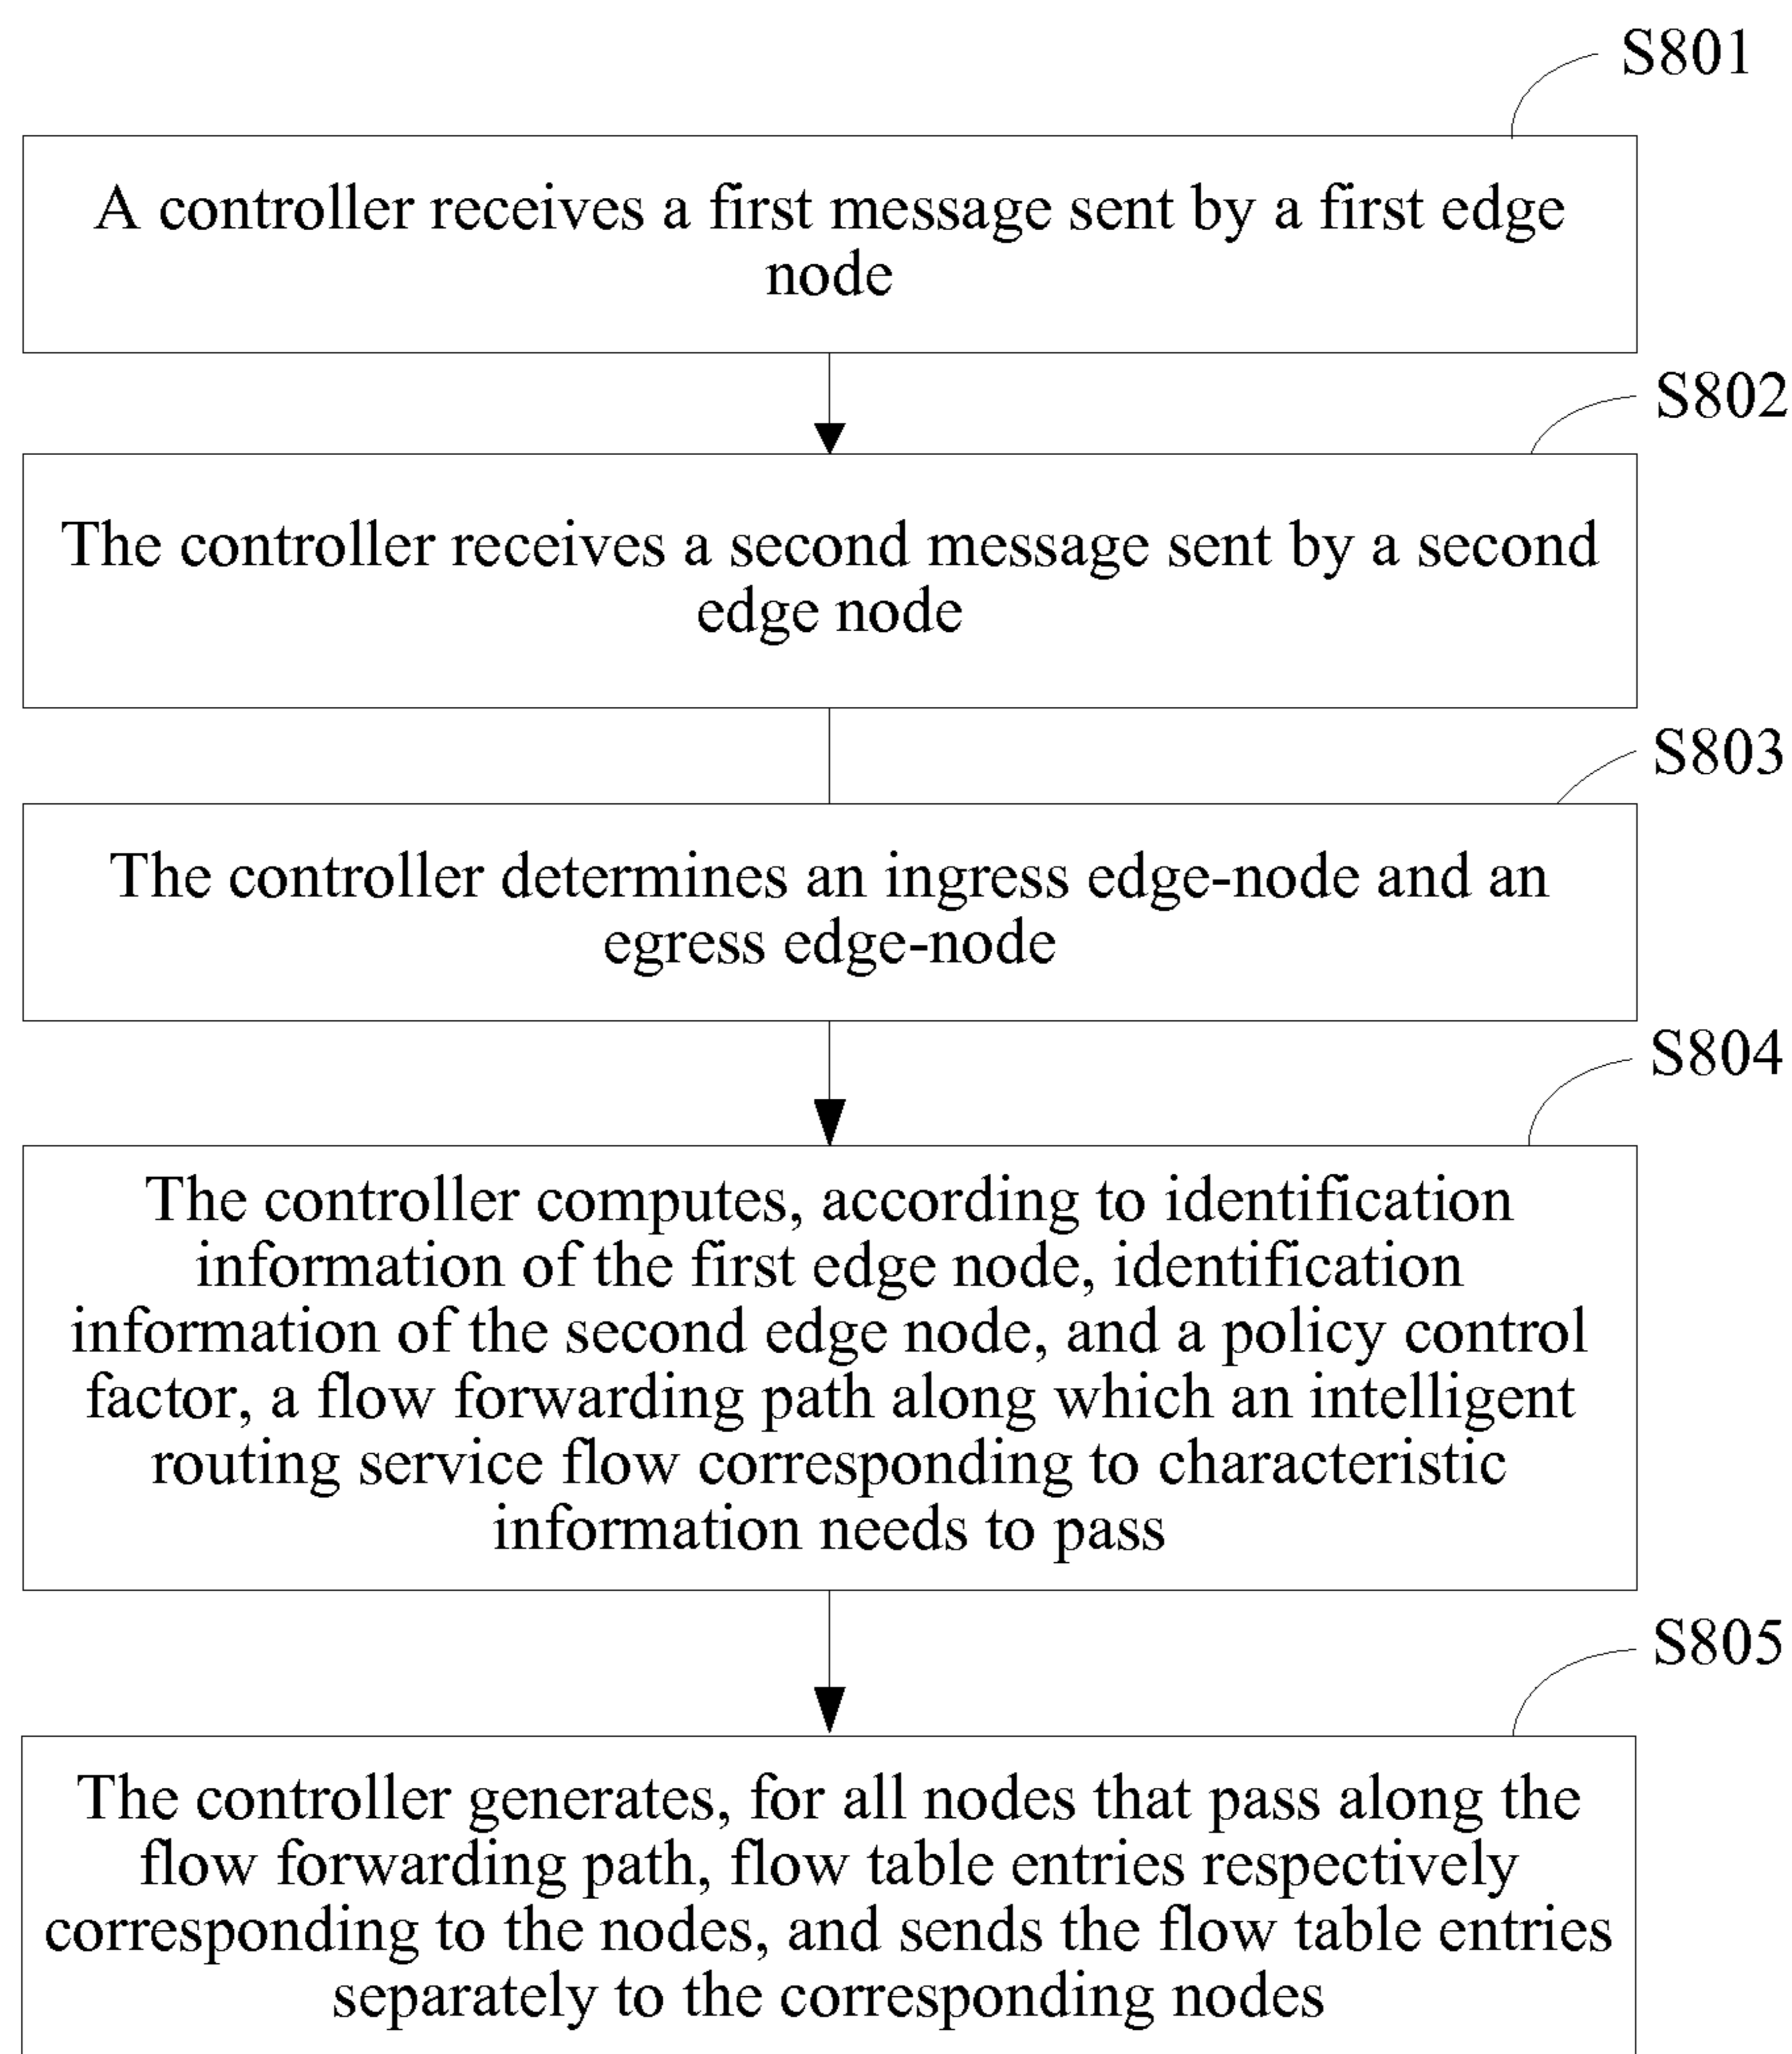 S801
A controller receives a first message sent by a first edge
node
S802
The controller receives a second message sent by a second
edge node
S803
The controller determines an ingress edge-node and an
egress edge-node
S804
The controller computes, according to identification
information of the first edge node, identification
information of the second edge node, and a policy control
factor, a flow forwarding path along which an intelligent
routing service flow corresponding to characteristic
information needs to pass
S805
The controller generates, for all nodes that pass along the
flow forwarding path, flow table entries respectively
corresponding to the nodes, and sends the flow table entries
separately to the corresponding nodes